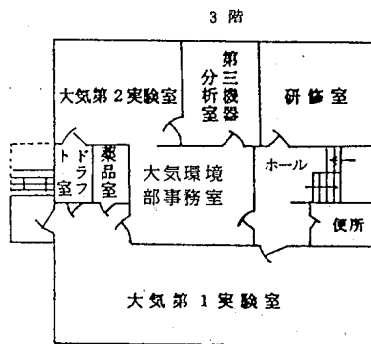 3 階
大気第2実験室
第三機器
分析室
研修室
ドラフ
ト室
薬品室
大気環境
部事務室
ホール
便所
大気第1実験室